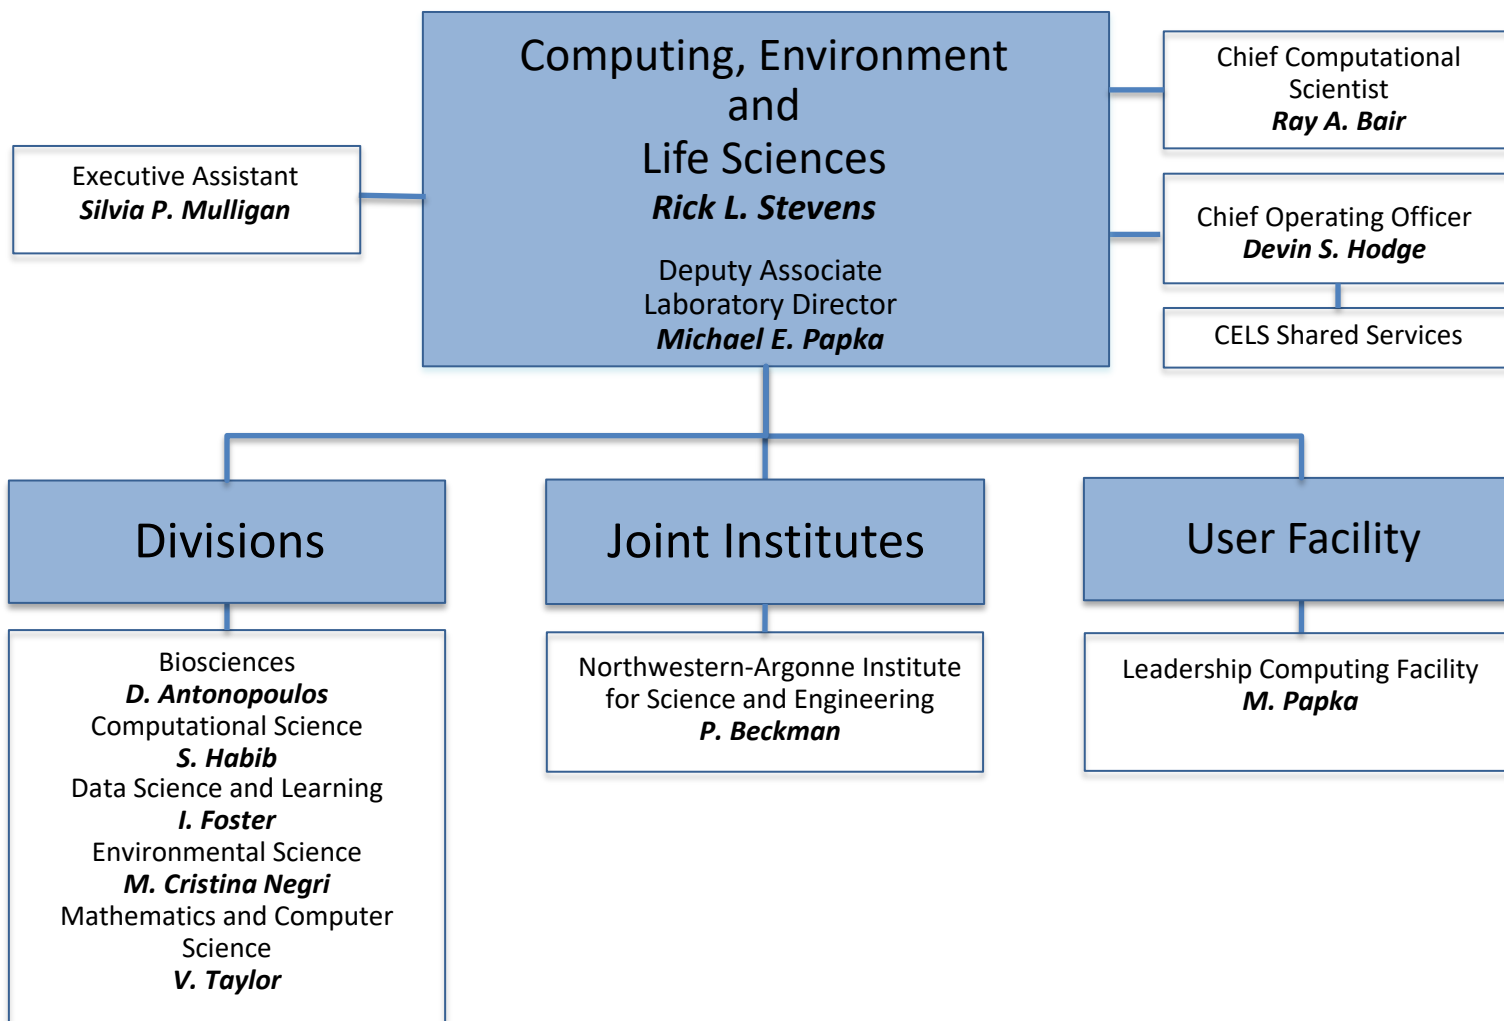 Computing, Environment
and
Life Sciences
Rick L. Stevens
Deputy Associate
Laboratory Director
Michael E. Papka
Executive Assistant
Silvia P. Mulligan
Chief Computational
Scientist
Ray A. Bair
Chief Operating Officer
Devin S. Hodge
CELS Shared Services
Divisions
Biosciences
D. Antonopoulos
Computational Science
S. Habib
Data Science and Learning
I. Foster
Environmental Science
M. Cristina Negri
Mathematics and Computer
Science
V. Taylor
Joint Institutes
Northwestern-Argonne Institute
for Science and Engineering
P. Beckman
User Facility
Leadership Computing Facility
M. Papka